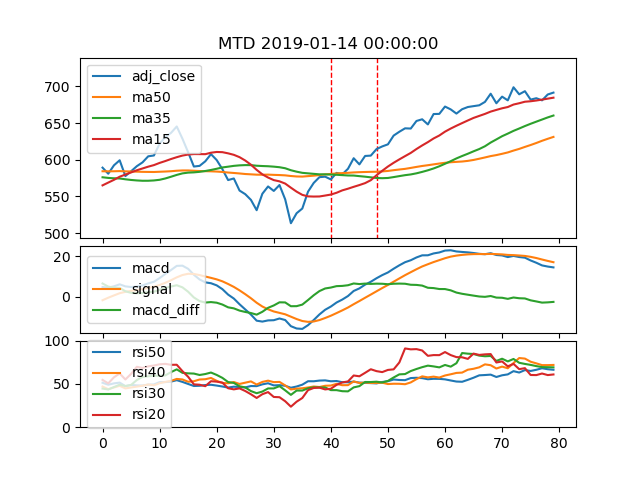 MTD 2019-01-14 00:00:00
adj_close
ma50
ma35
ma15
700
650
600
550
500
macd
signal
macd_diff
20
0
rsi50
rsi40
rsi30
rsi20
100
50
0
0 10 20 30 40 50 60 70 80